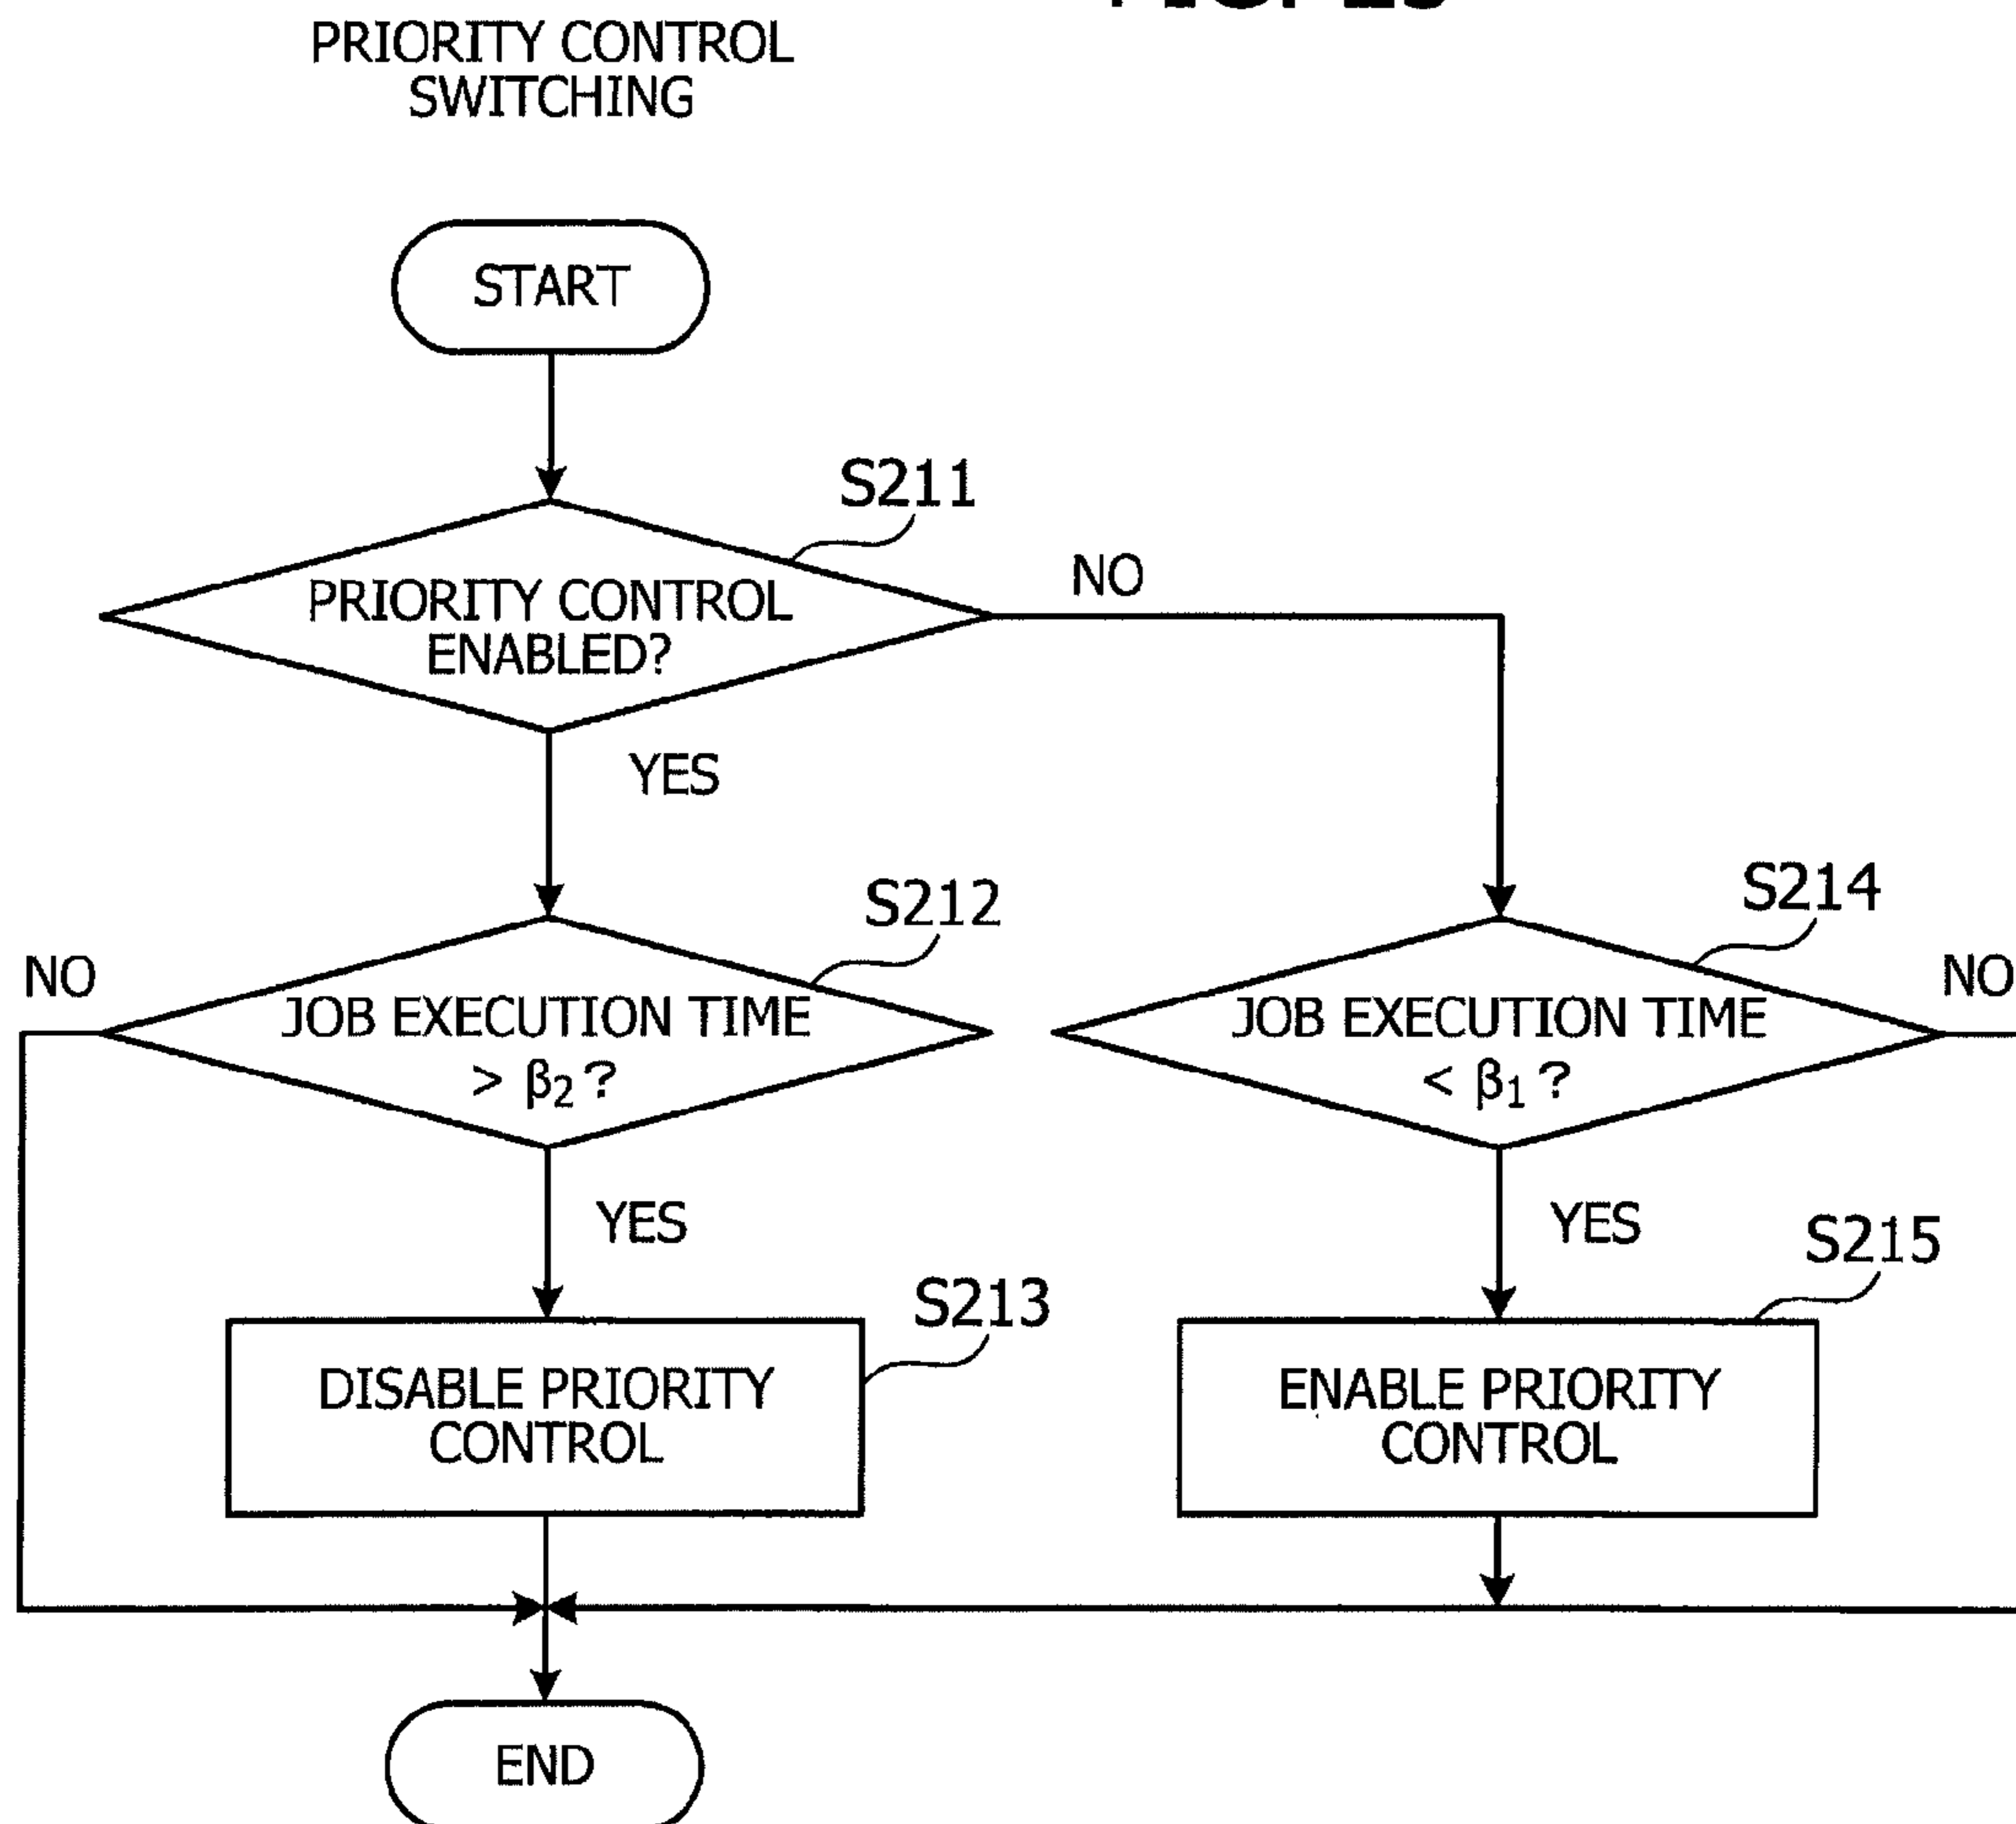 PRIORITY CONTROL
SWITCHING
START
S211
PRIORITY CONTROL
ENABLED?
NO
YES
S212
NO
JOB EXECUTION TIME
> β₂ ?
S214
NO
JOB EXECUTION TIME
< β₁ ?
YES
S213
DISABLE PRIORITY
CONTROL
YES
S215
ENABLE PRIORITY
CONTROL
END